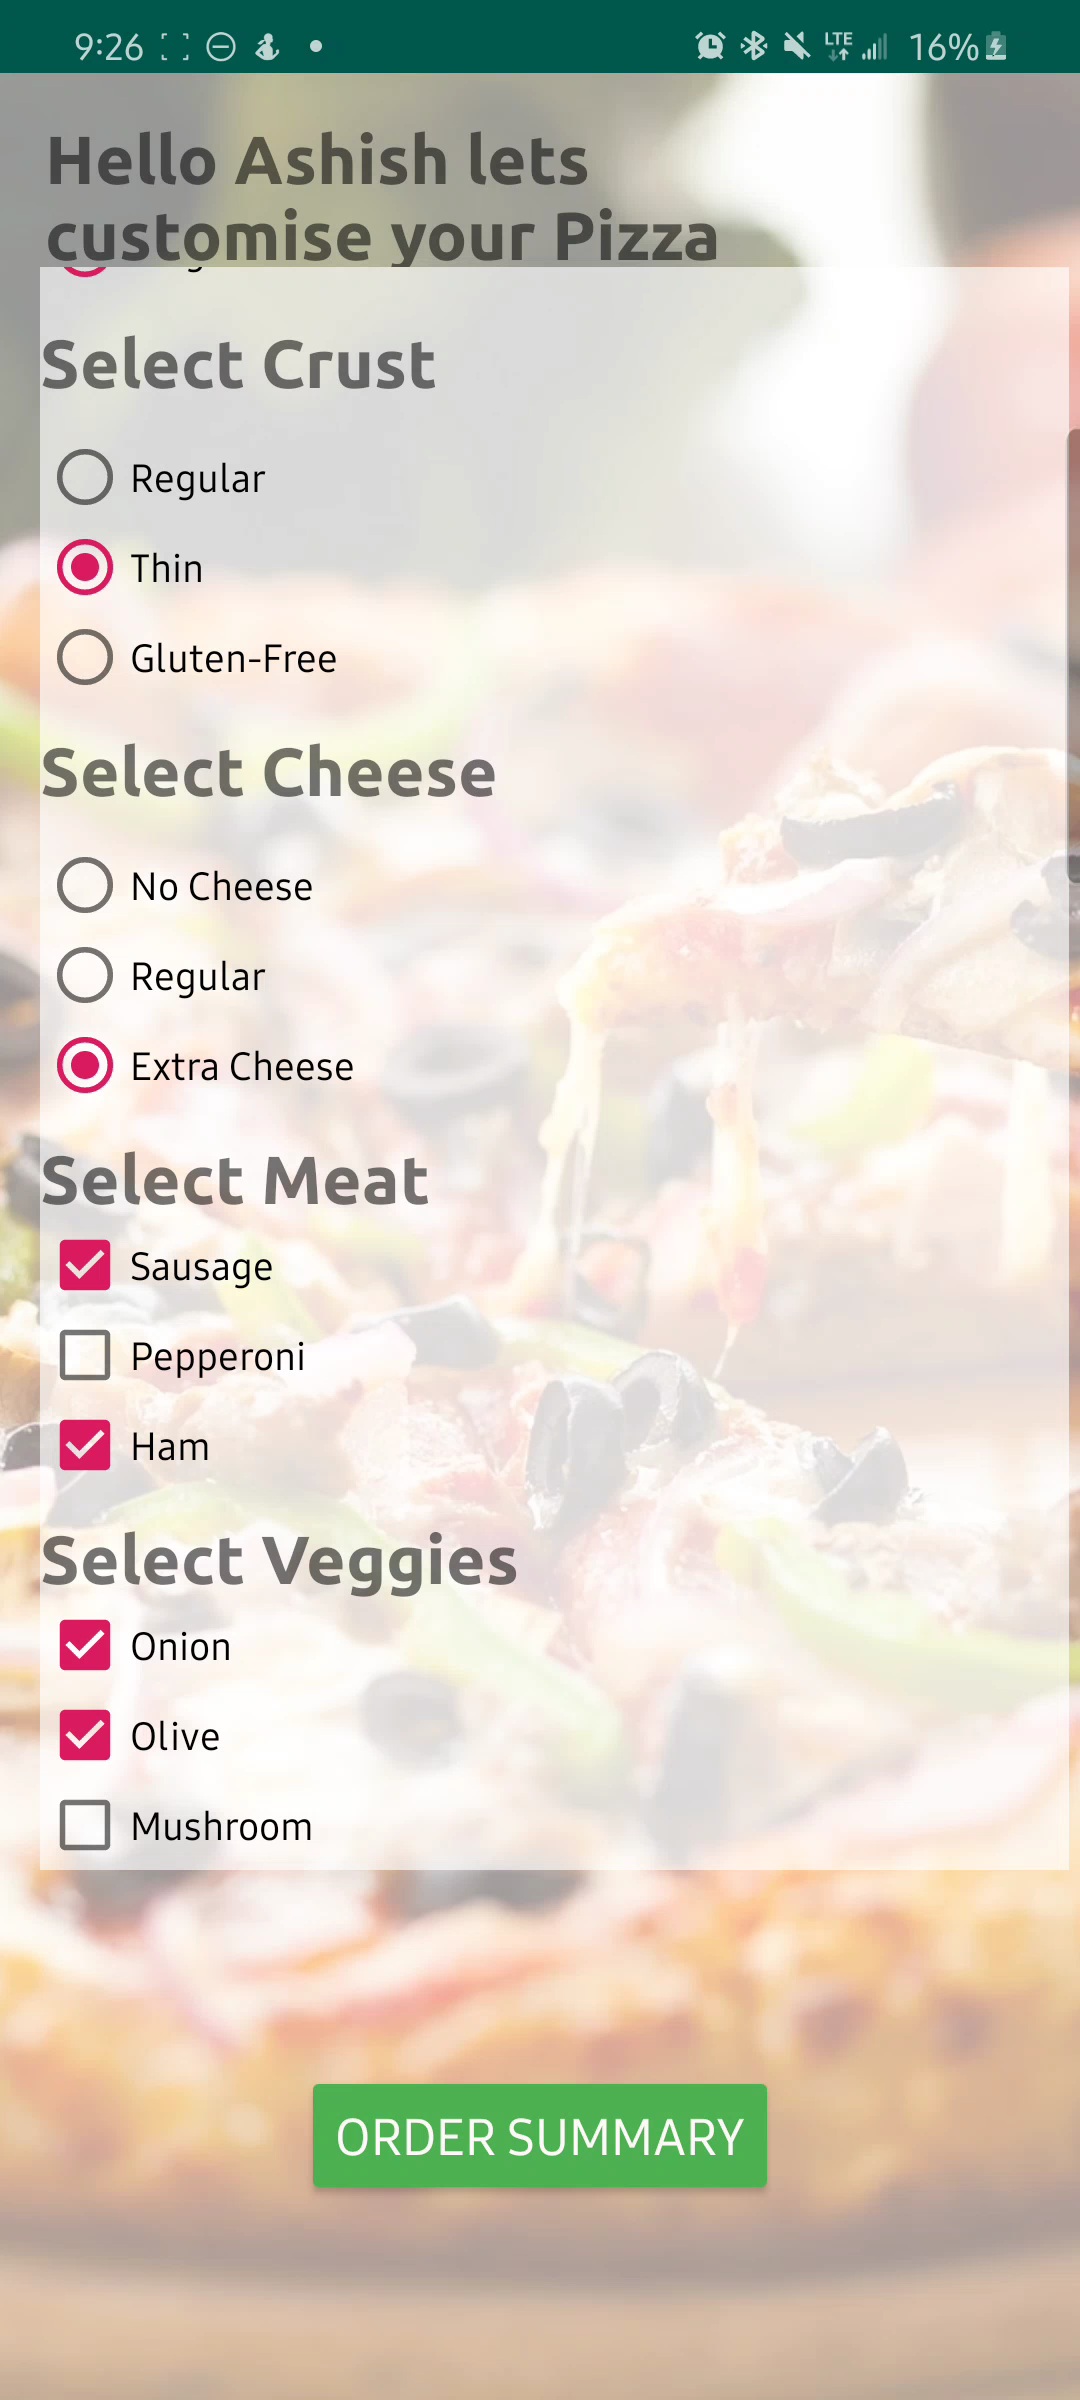 9:26
LTE
16%
Hello Ashish lets
customise your Pizza
Select Crust
Regular
Thin
Gluten-Free
Select Cheese
No Cheese
Regular
Extra Cheese
Select Meat
Sausage
Pepperoni
Ham
Select Veggies
Onion
Olive
Mushroom
ORDER SUMMARY